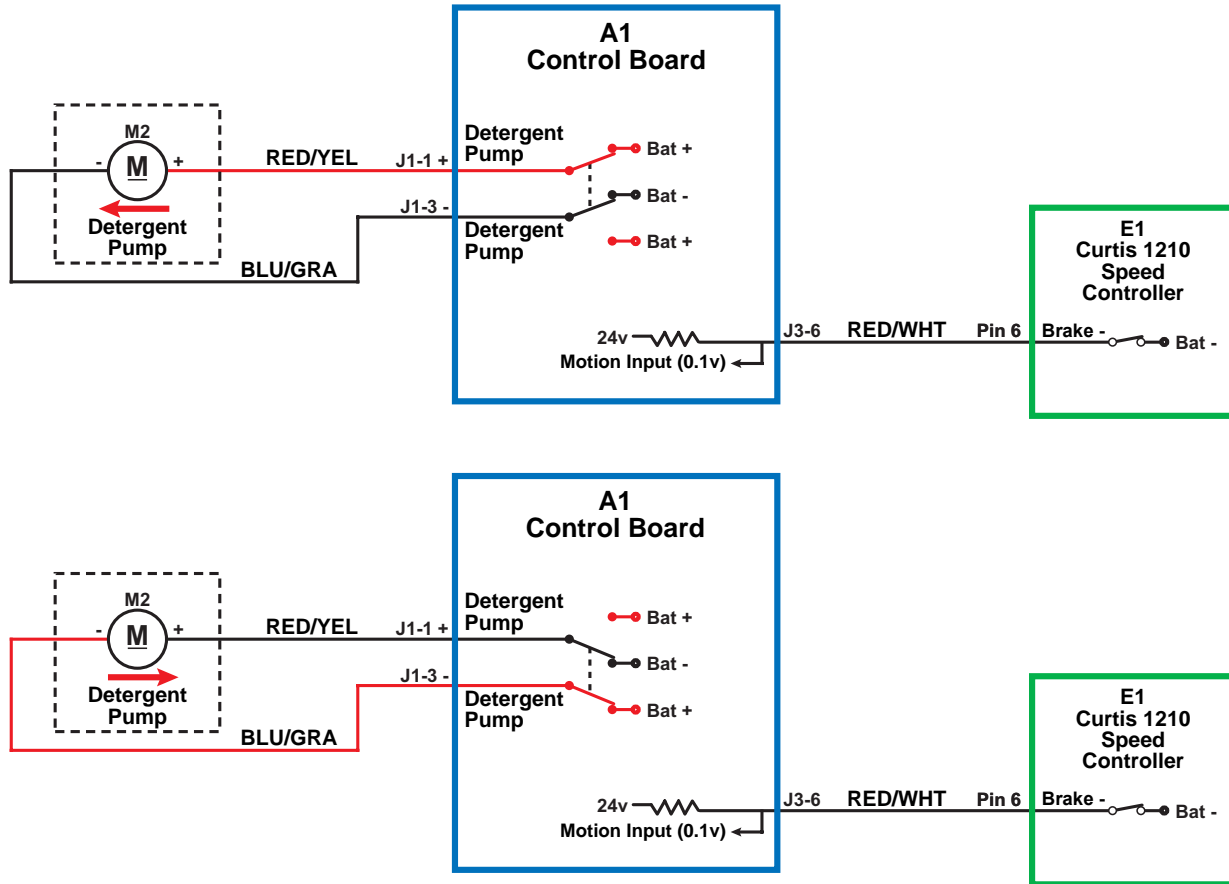 A1
Control Board
M2
- M +
Detergent
Pump
RED/YEL
J1-1 +
Detergent
Pump
Bat +
Bat -
J1-3 -
Detergent
Pump
Bat +
BLU/GRA
24v
Motion Input (0.1v)
J3-6
RED/WHT
Pin 6
E1
Curtis 1210
Speed
Controller
Brake -
Bat -
A1
Control Board
M2
- M +
Detergent
Pump
RED/YEL
J1-1 +
Detergent
Pump
Bat +
Bat -
J1-3 -
Detergent
Pump
Bat +
BLU/GRA
24v
Motion Input (0.1v)
J3-6
RED/WHT
Pin 6
E1
Curtis 1210
Speed
Controller
Brake -
Bat -